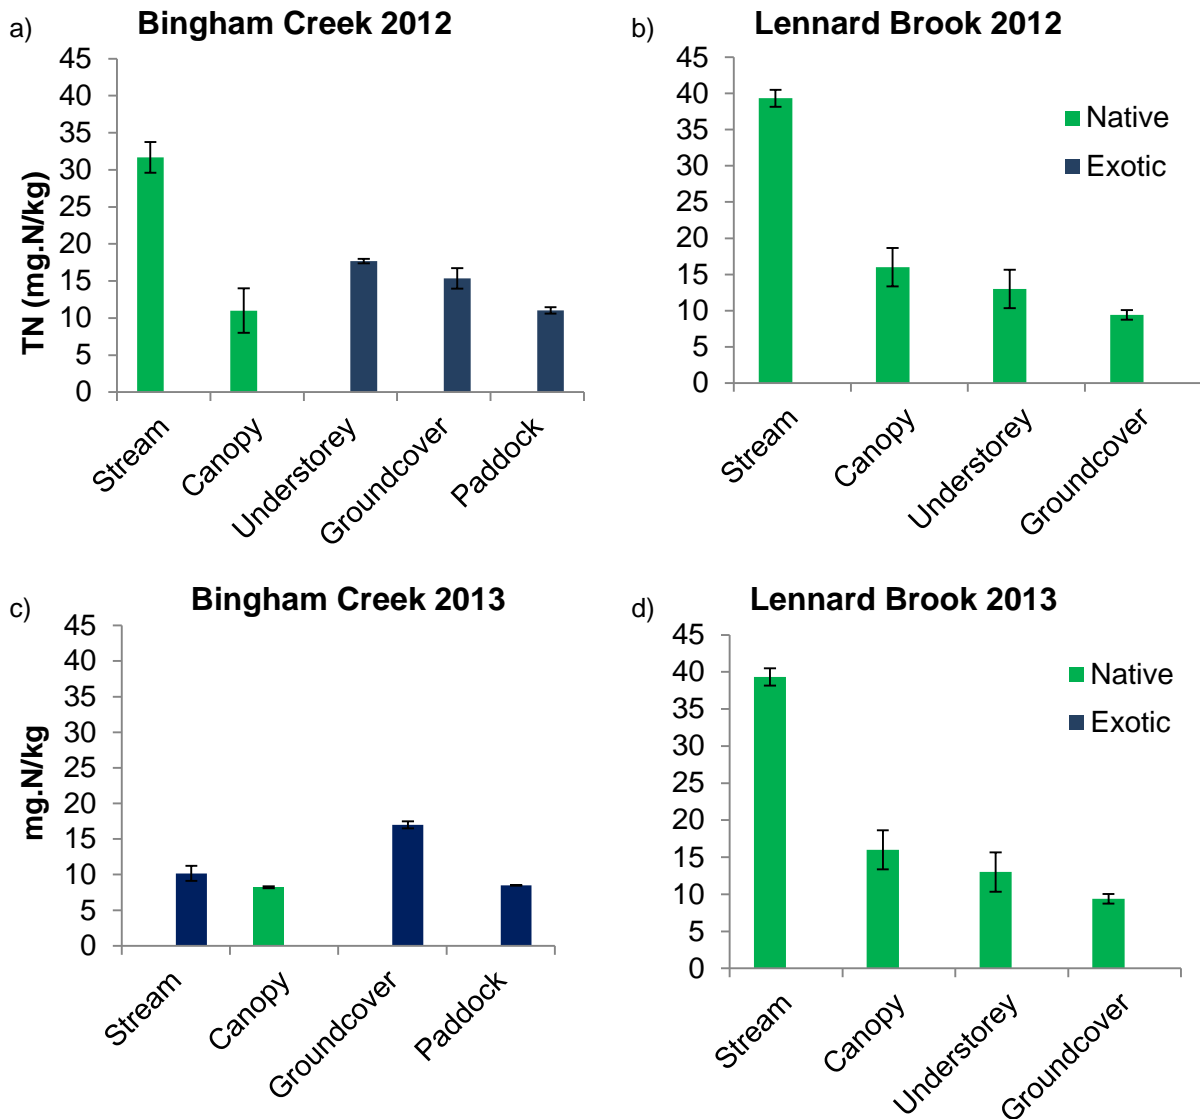 a)
Bingham Creek 2012
TN (mg.N/kg)
45
40
35
30
25
20
15
10
5
0
Stream
Canopy
Understorey
Groundcover
Paddock
b)
Lennard Brook 2012
45
40
35
30
25
20
15
10
5
0
Native
Exotic
Stream
Canopy
Understorey
Groundcover
c)
Bingham Creek 2013
mg.N/kg
45
40
35
30
25
20
15
10
5
0
Stream
Canopy
Groundcover
Paddock
d)
Lennard Brook 2013
45
40
35
30
25
20
15
10
5
0
Native
Exotic
Stream
Canopy
Understorey
Groundcover